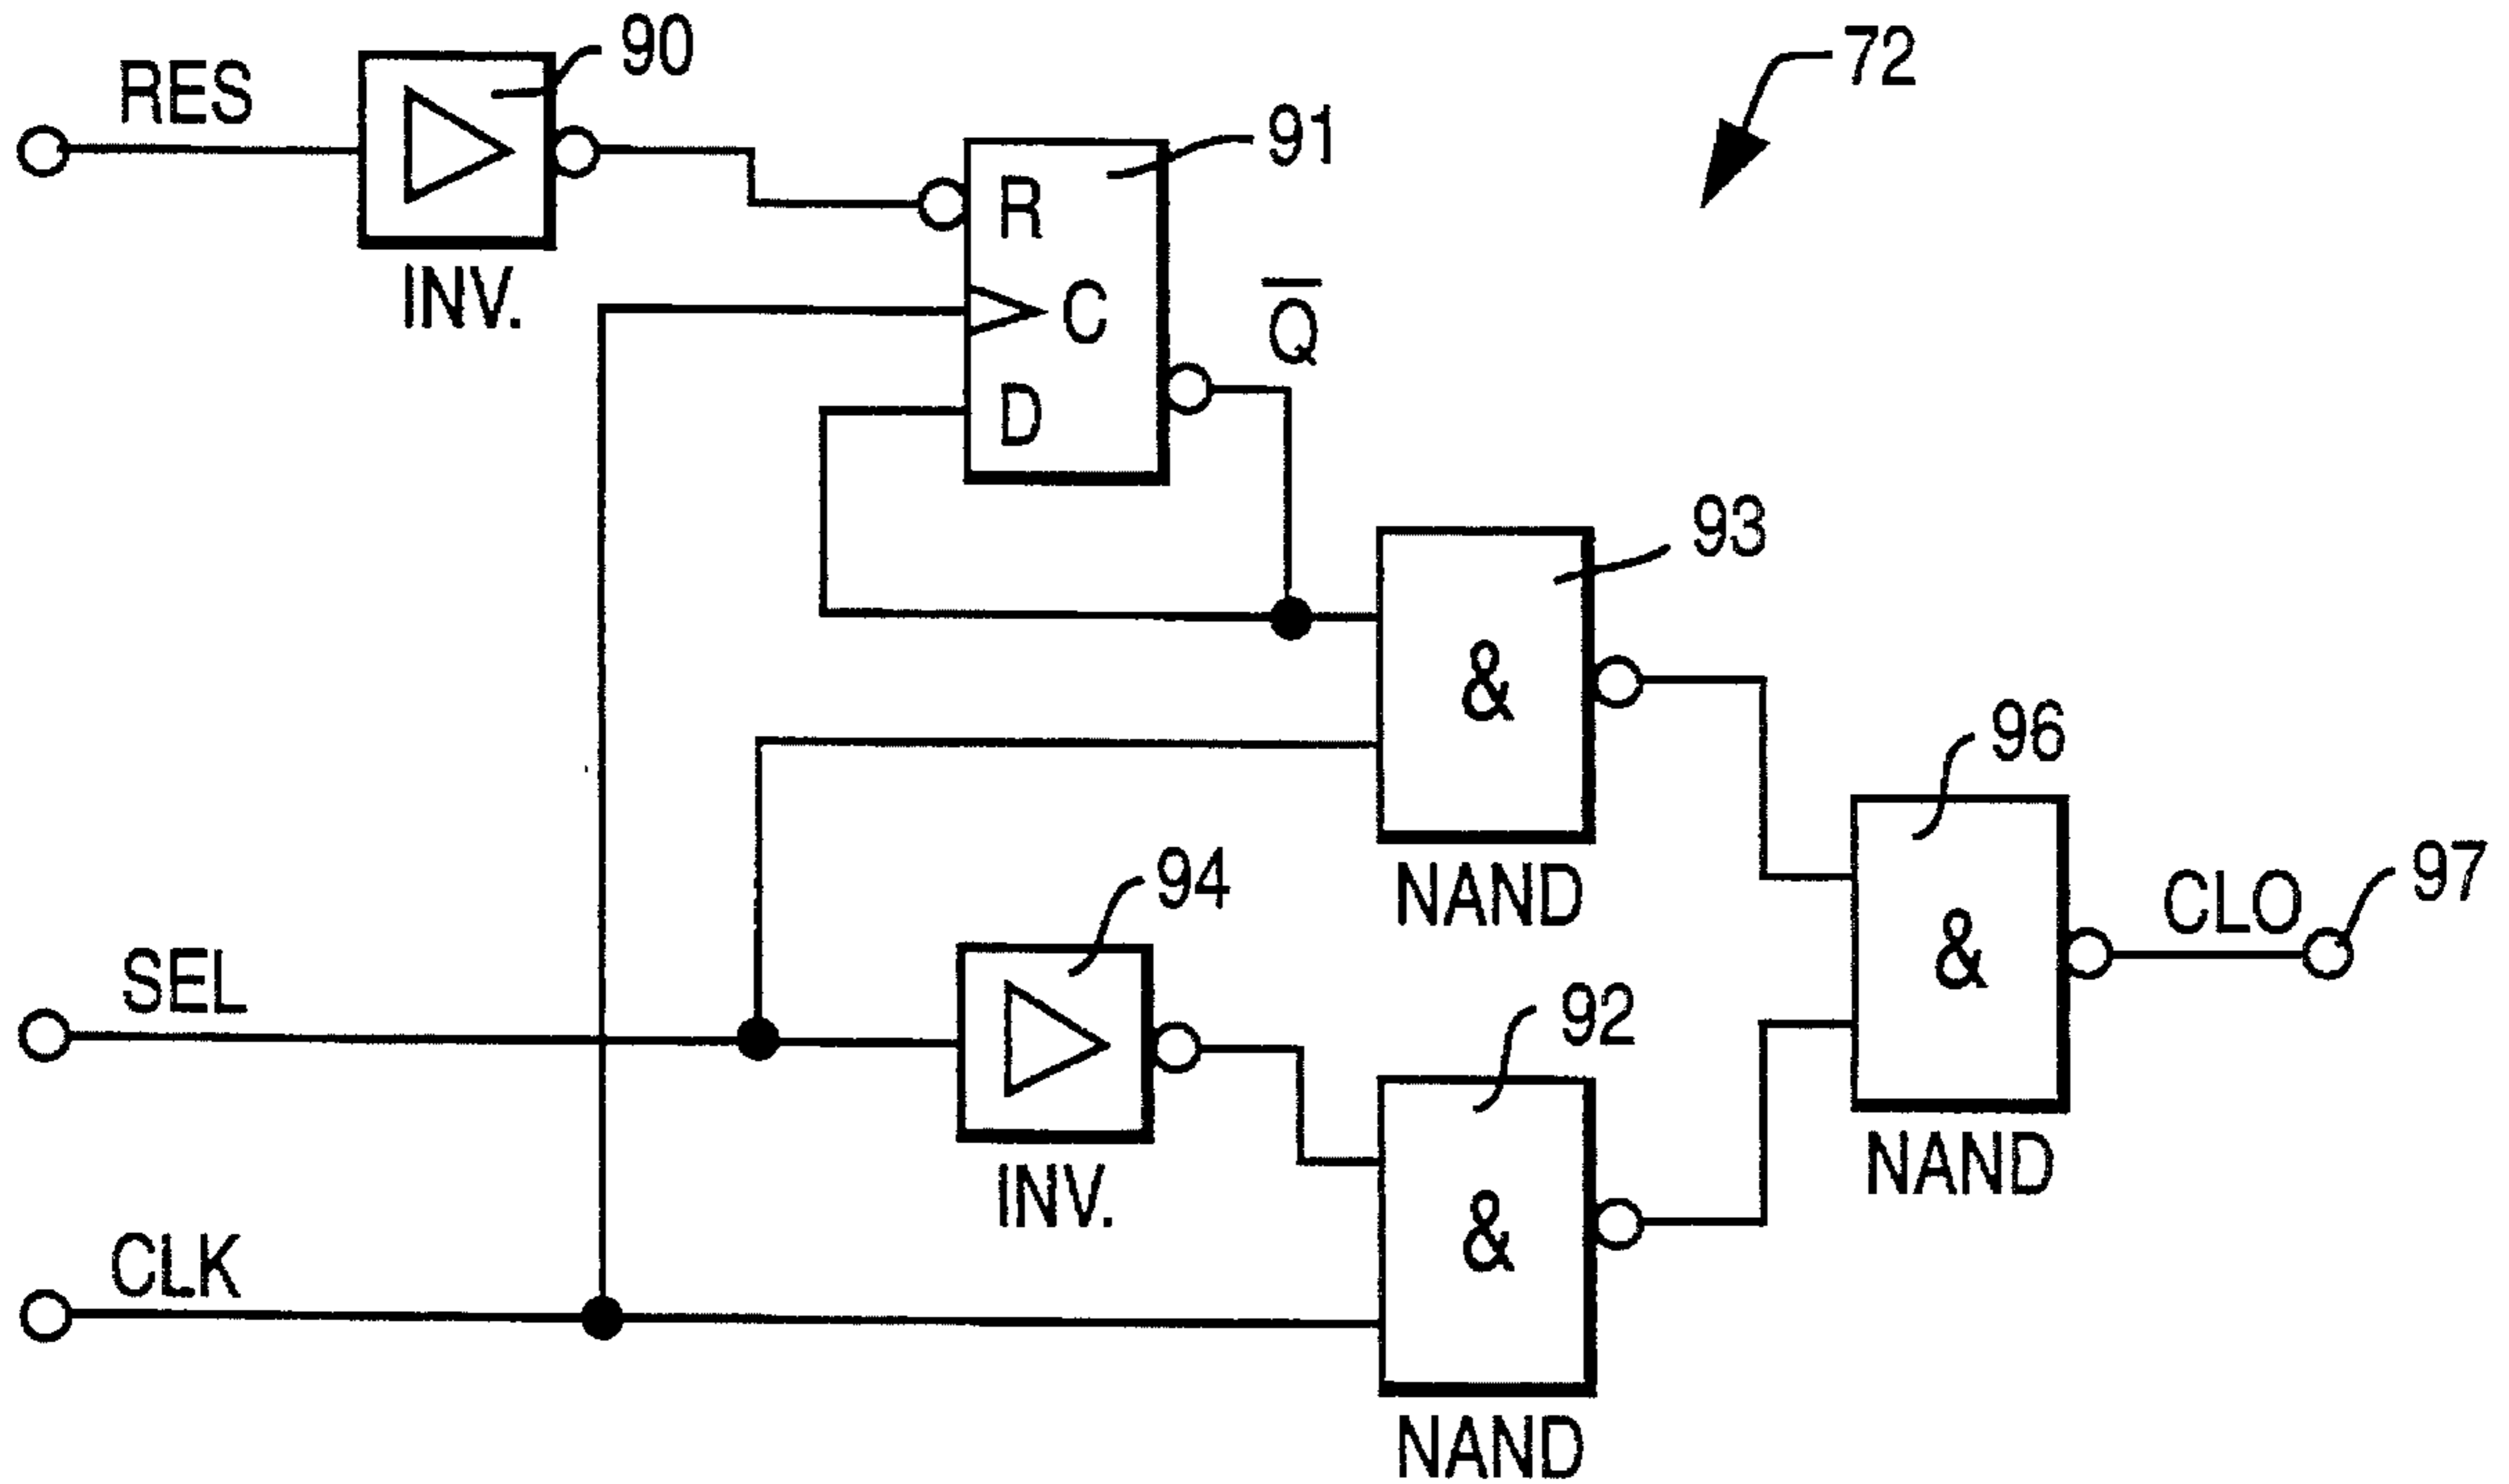 RES
90
INV.
72
91
R
C
D
Q̅
93
&
NAND
96
&
NAND
CLO
97
SEL
94
INV.
92
&
NAND
CLK